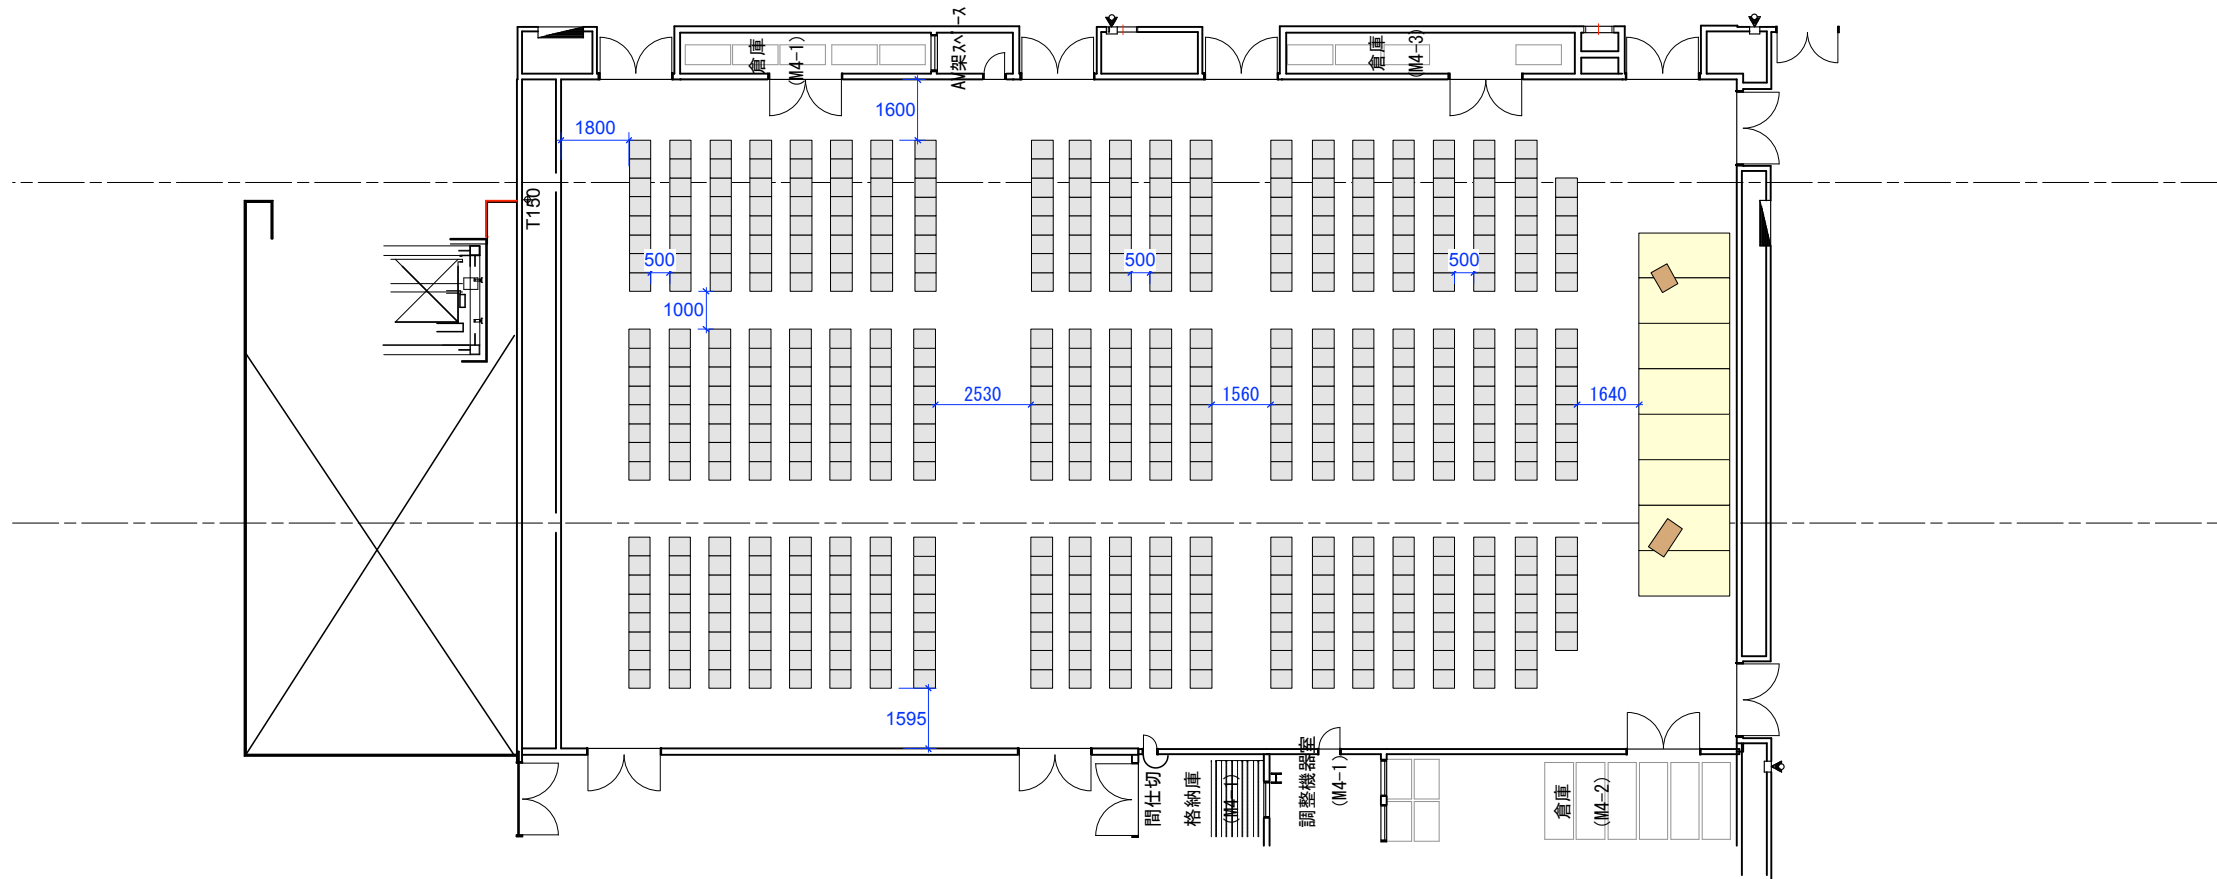 倉庫
(M4-1)
AV架スペース
倉庫
(M4-3)
1600
1800
T150
500
500
500
1000
2530
1560
1640
1595
間仕切
格納庫
(M4-1)
調整機器室
(M4-1)
倉庫
(M4-2)